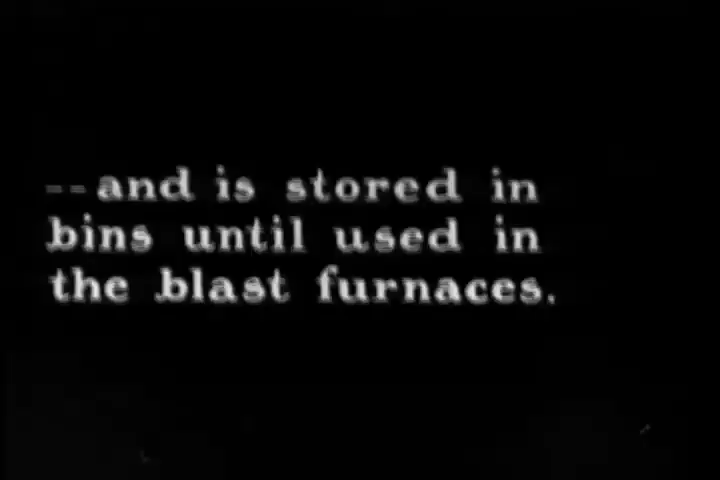 --and is stored in
bins until used in
the blast furnaces.